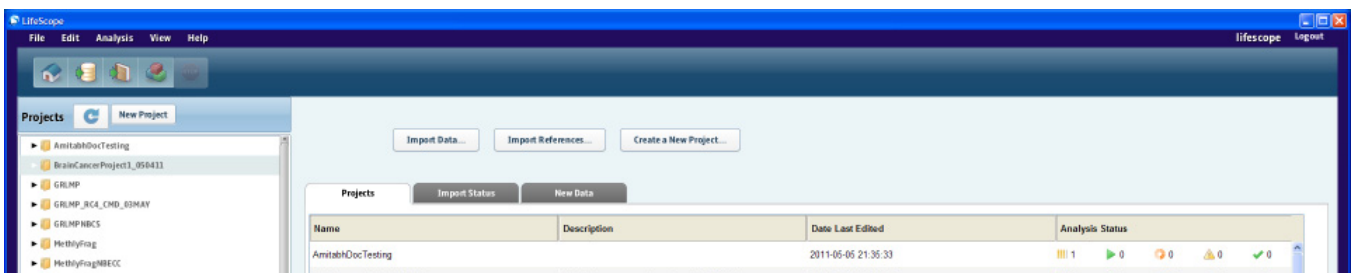 LifeScope
File Edit Analysis View Help lifescope Logout
Projects New Project
AmitabhDocTesting
BrainCancerProject1_050411
GRLMP
GRLMP_RC4_CMD_03MAY
GRLMPNBCS
MethlyFrag
MethlyFragNBECC
Import Data... Import References... Create a New Project...
Projects Import Status New Data
Name Description Date Last Edited Analysis Status
AmitabhDocTesting 2011-05-05 21:35:33 1 0 0 0 0